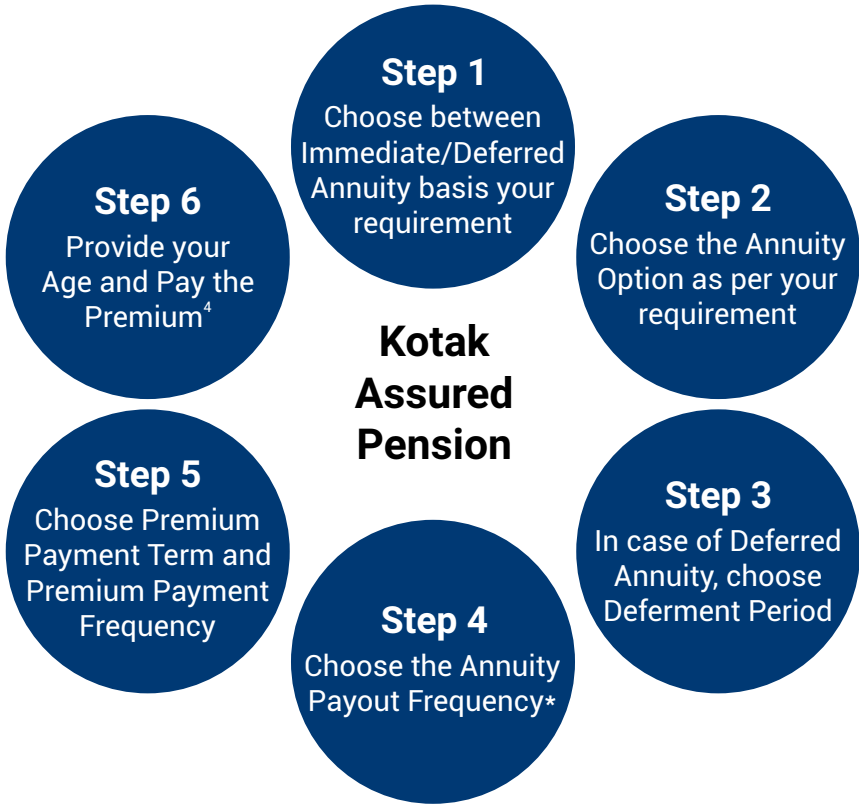 Step 1
Choose between
Immediate/Deferred
Annuity basis your
requirement
Step 2
Choose the Annuity
Option as per your
requirement
Step 3
In case of Deferred
Annuity, choose
Deferment Period
Step 4
Choose the Annuity
Payout Frequency*
Step 5
Choose Premium
Payment Term and
Premium Payment
Frequency
Step 6
Provide your
Age and Pay the
Premium⁴
Kotak
Assured
Pension